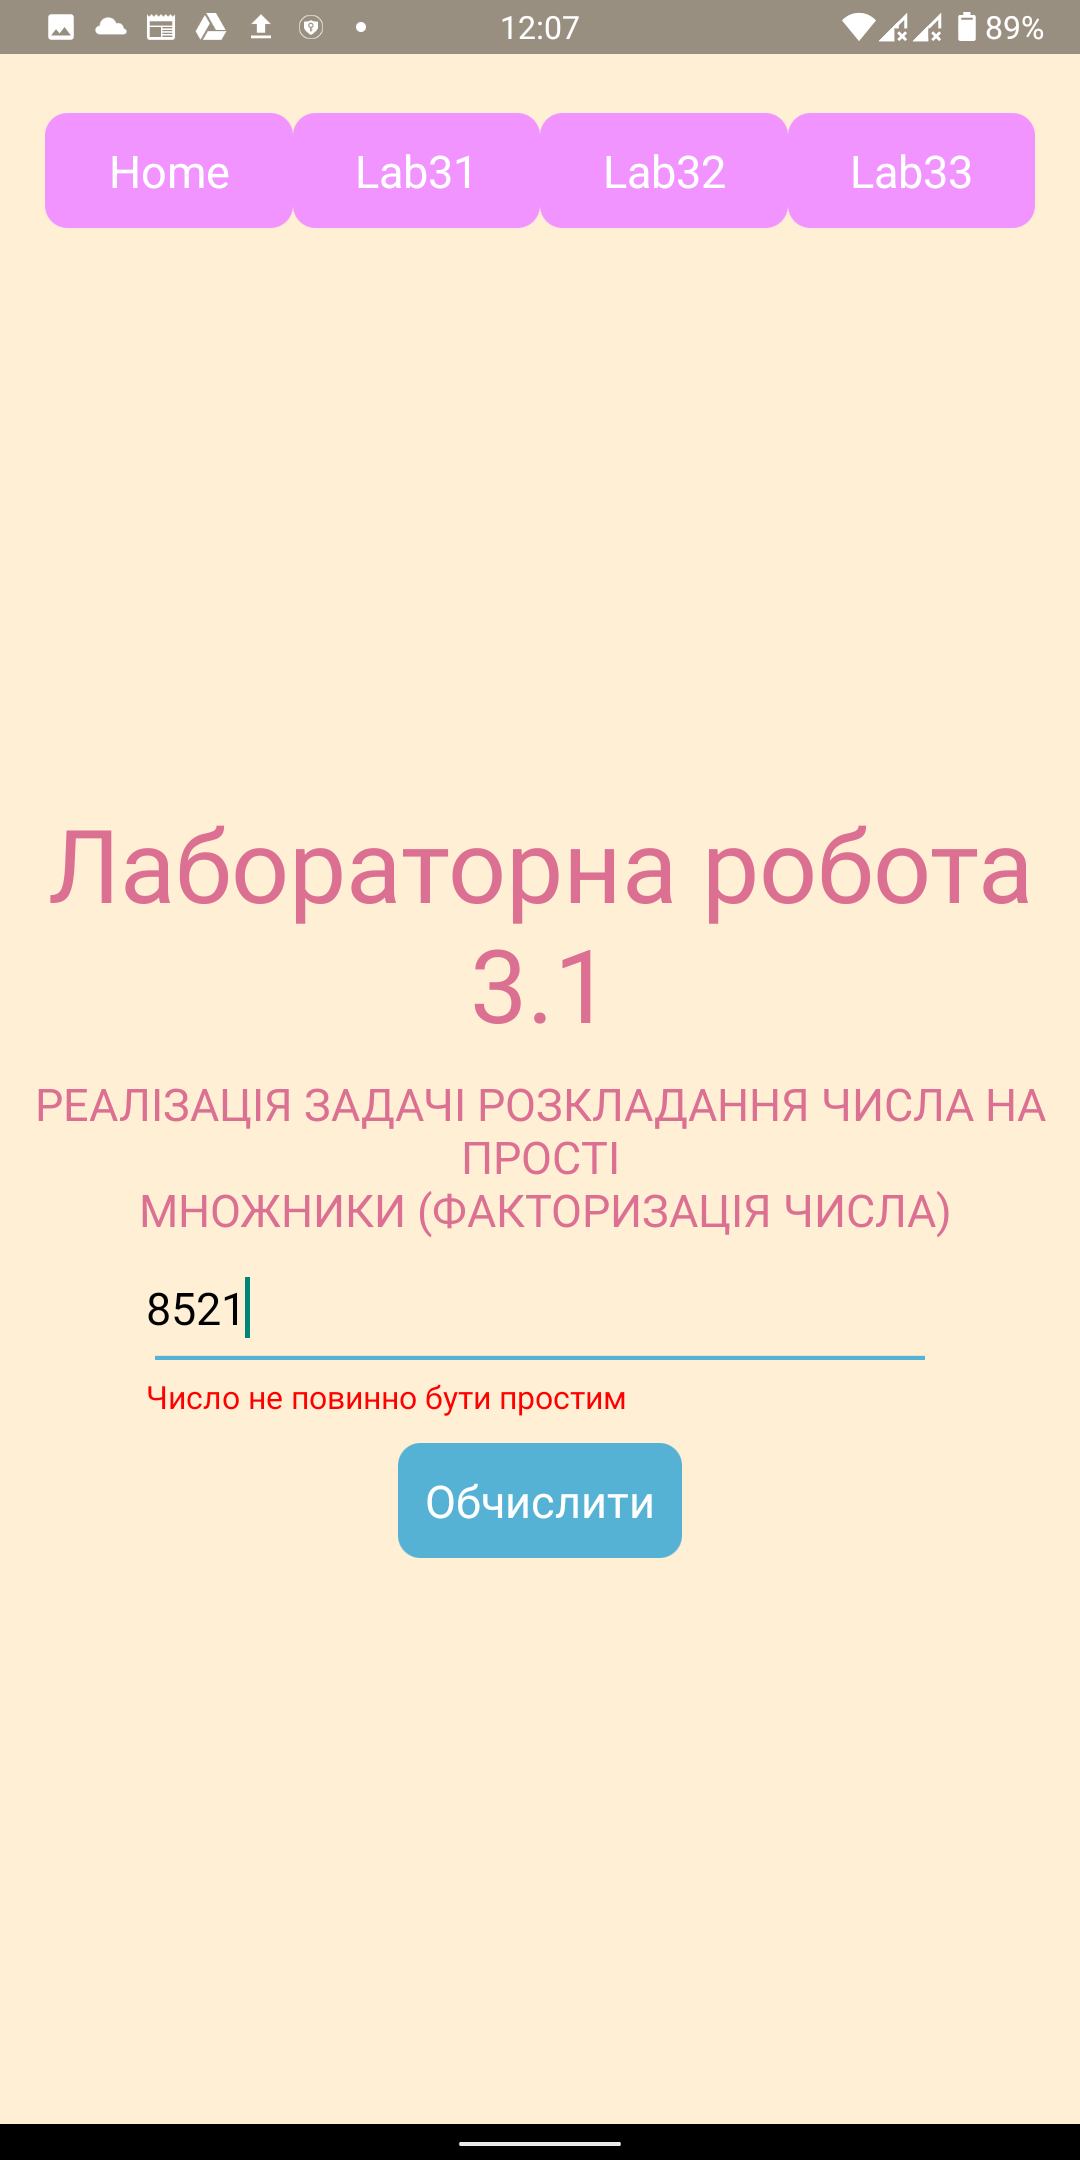 12:07
89%
Home Lab31 Lab32 Lab33
Лабораторна робота
3.1
РЕАЛІЗАЦІЯ ЗАДАЧІ РОЗКЛАДАННЯ ЧИСЛА НА
ПРОСТІ
МНОЖНИКИ (ФАКТОРИЗАЦІЯ ЧИСЛА)
8521
Число не повинно бути простим
Обчислити